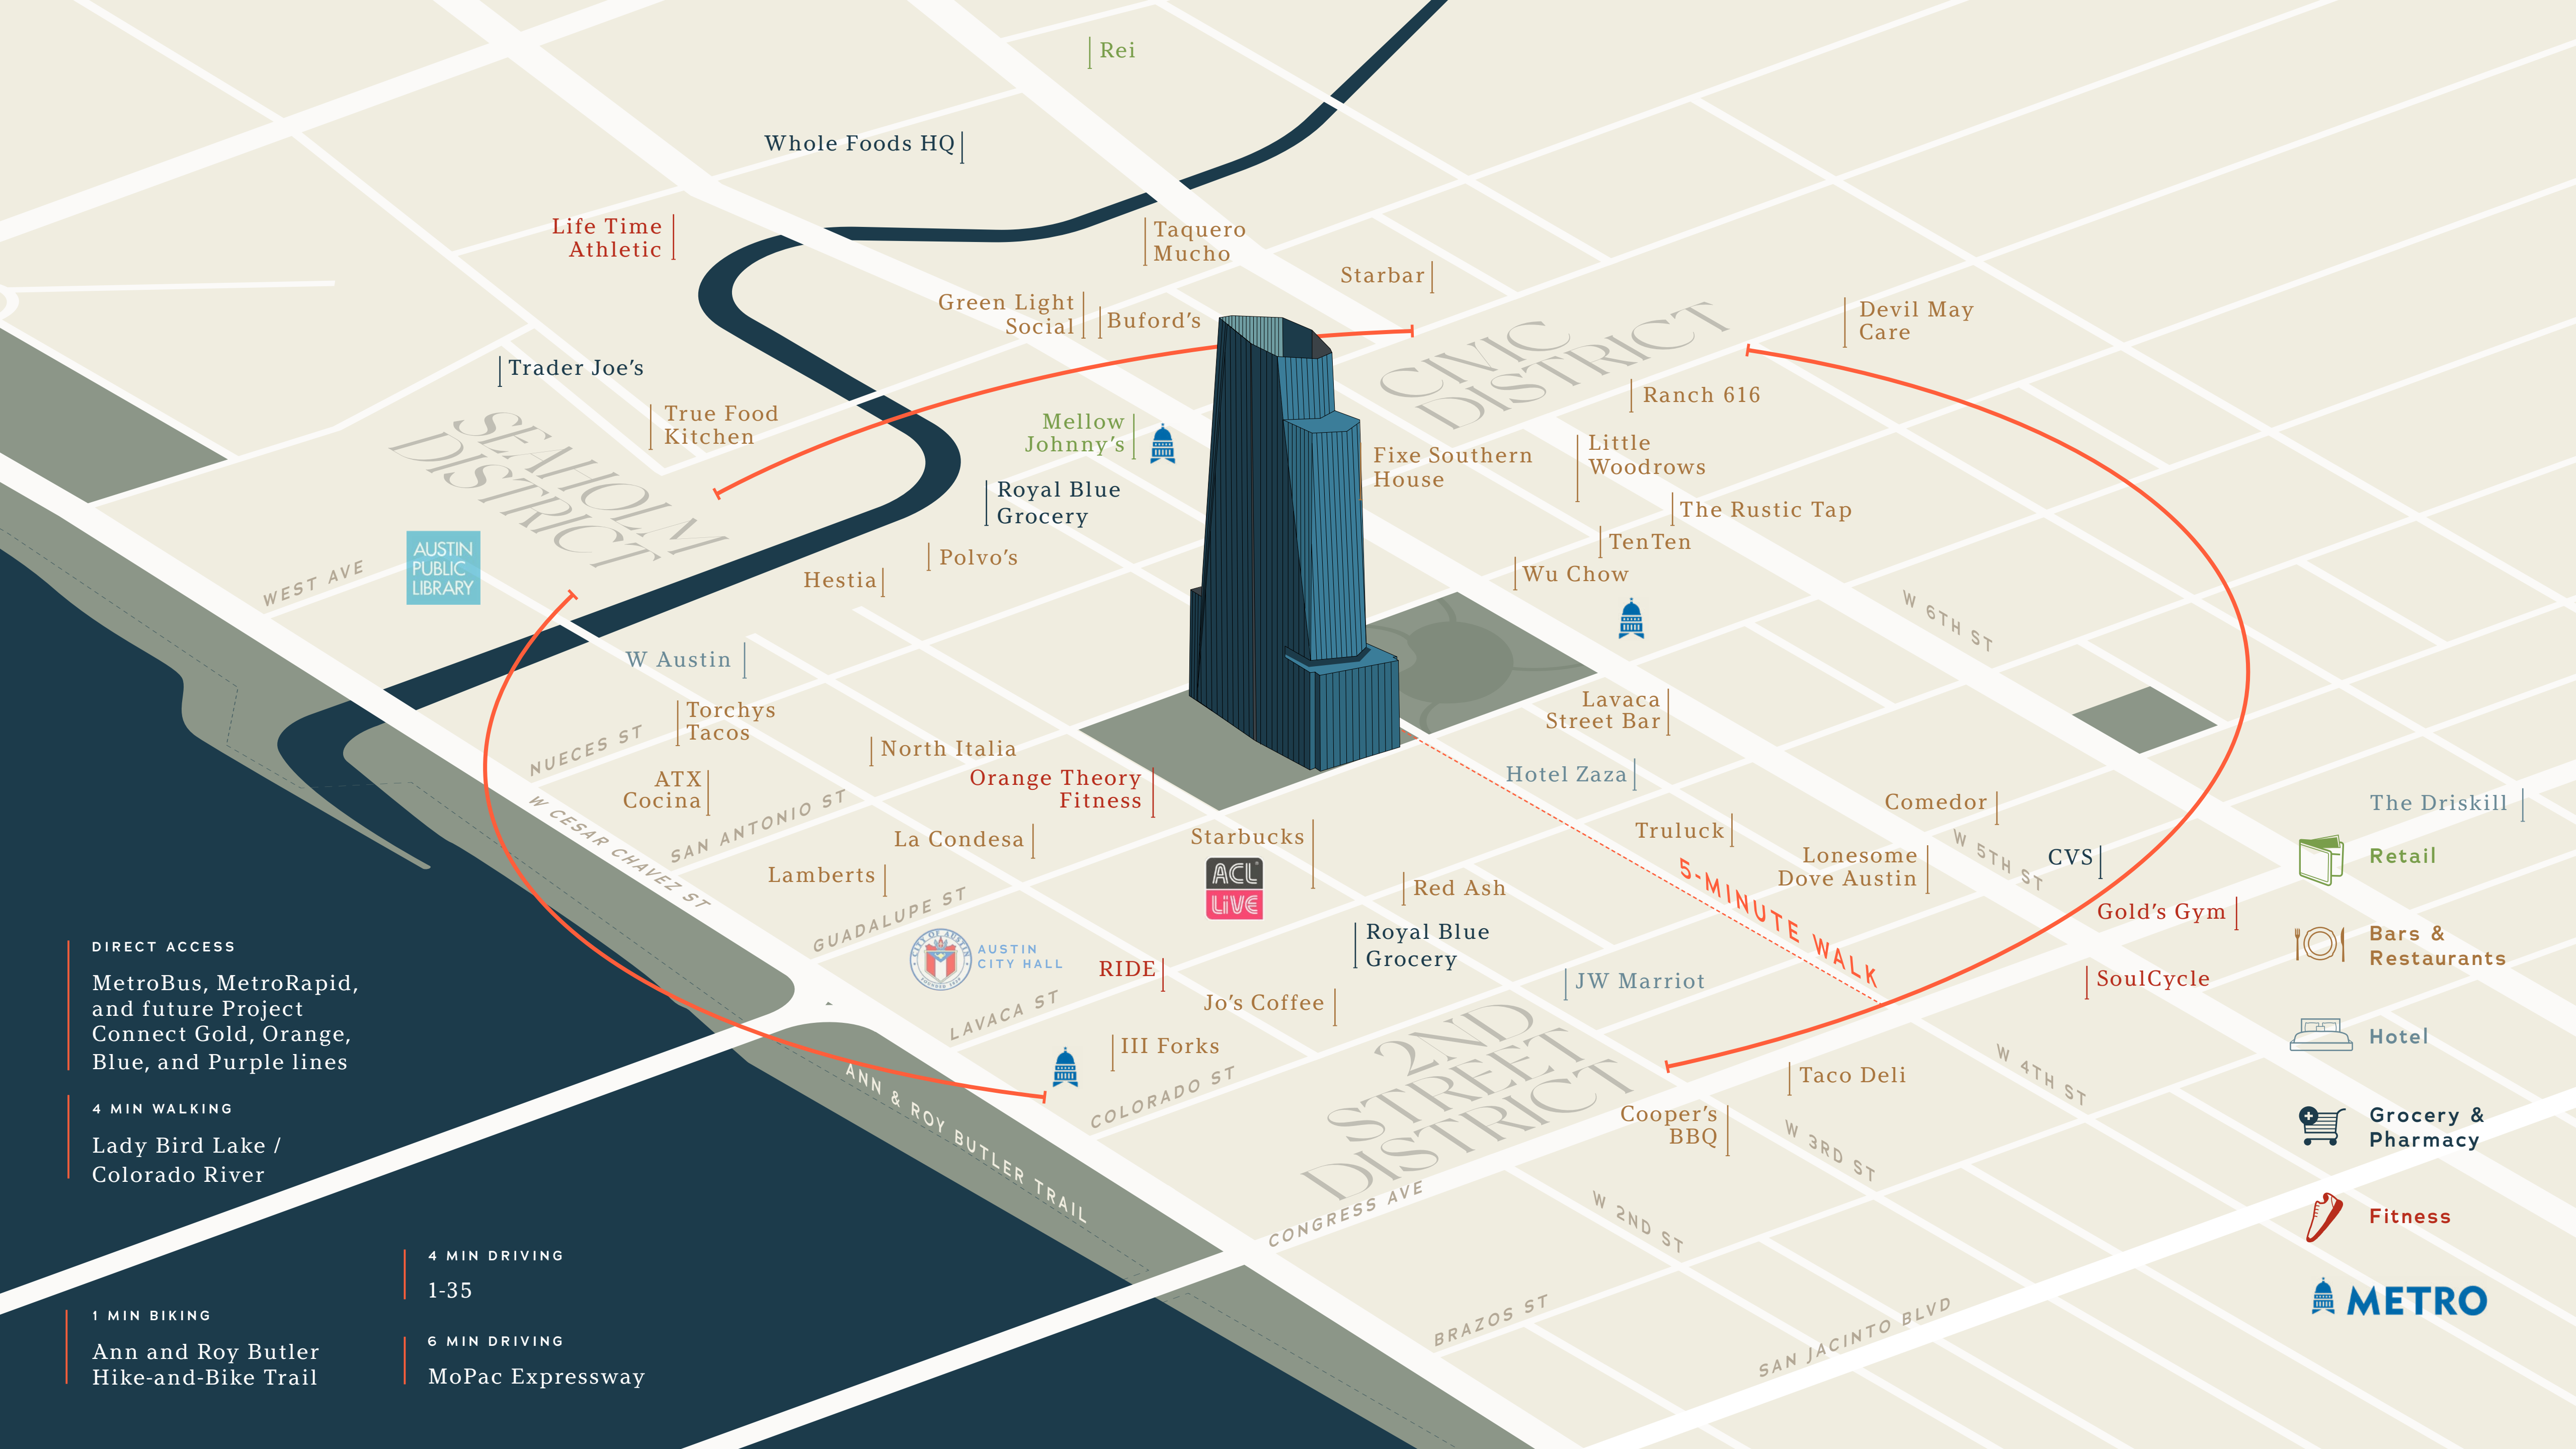 Rei
Whole Foods HQ
Life Time
Athletic
Taquero
Mucho
Starbar
Green Light
Social
Buford's
Devil May
Care
CIVIC
DISTRICT
Trader Joe's
Ranch 616
True Food
Kitchen
Mellow
Johnny's
SEAHOLM
DISTRICT
Fixe Southern
House
Little
Woodrows
Royal Blue
Grocery
The Rustic Tap
TenTen
AUSTIN
PUBLIC
LIBRARY
WEST AVE
Polvo's
Hestia
Wu Chow
W 6TH ST
W Austin
Torchys
Tacos
Lavaca
Street Bar
NUECES ST
North Italia
Orange Theory
Fitness
Hotel Zaza
ATX
Cocina
W CESAR CHAVEZ ST
SAN ANTONIO ST
La Condesa
Starbucks
Truluck
Comedor
The Driskill
Lamberts
ACL
LIVE
Red Ash
5-MINUTE WALK
Lonesome
Dove Austin
W 5TH ST
CVS
Retail
GUADALUPE ST
Gold's Gym
CITY OF AUSTIN
FOUNDED 1839
AUSTIN
CITY HALL
RIDE
Royal Blue
Grocery
JW Marriot
SoulCycle
Bars &
Restaurants
LAVACA ST
Jo's Coffee
III Forks
2ND
STREET
DISTRICT
Hotel
W 4TH ST
Taco Deli
COLORADO ST
Cooper's
BBQ
W 3RD ST
Grocery &
Pharmacy
ANN & ROY BUTLER TRAIL
CONGRESS AVE
W 2ND ST
Fitness
BRAZOS ST
SAN JACINTO BLVD
METRO
DIRECT ACCESS
MetroBus, MetroRapid,
and future Project
Connect Gold, Orange,
Blue, and Purple lines
4 MIN WALKING
Lady Bird Lake /
Colorado River
1 MIN BIKING
Ann and Roy Butler
Hike-and-Bike Trail
4 MIN DRIVING
1-35
6 MIN DRIVING
MoPac Expressway